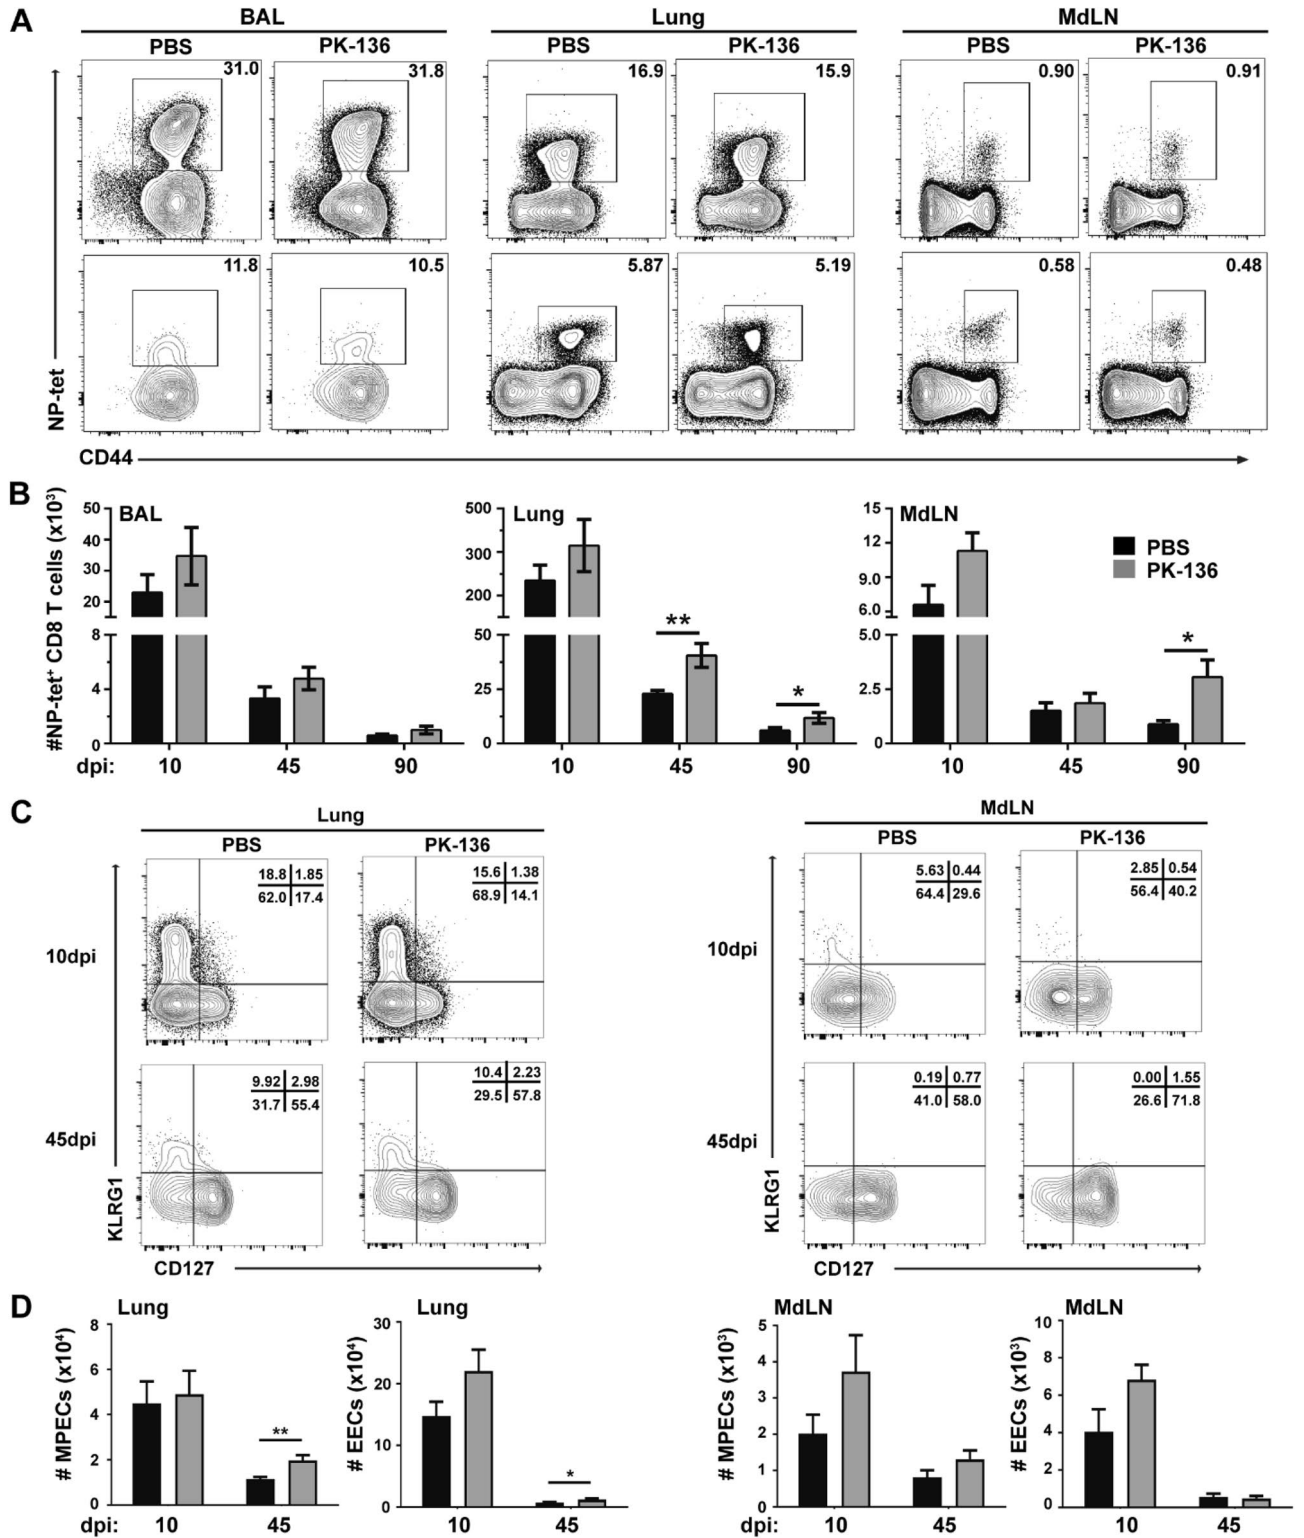 A
BAL
Lung
MdLN
PBS
PK-136
PBS
PK-136
PBS
PK-136
31.0
31.8
16.9
15.9
0.90
0.91
11.8
10.5
5.87
5.19
0.58
0.48
NP-tet
CD44
B
#NP-tet⁺ CD8 T cells (x10³)
BAL
50
40
30
20
8
4
0
Lung
500
300
200
50
25
0
**
*
MdLN
15
12
9.0
6.0
5.0
2.5
0
*
PBS
PK-136
dpi:
10
45
90
10
45
90
10
45
90
C
Lung
PBS
PK-136
MdLN
PBS
PK-136
10dpi
18.8 1.85
62.0 17.4
15.6 1.38
68.9 14.1
10dpi
5.63 0.44
64.4 29.6
2.85 0.54
56.4 40.2
45dpi
9.92 2.98
31.7 55.4
10.4 2.23
29.5 57.8
45dpi
0.19 0.77
41.0 58.0
0.00 1.55
26.6 71.8
KLRG1
CD127
KLRG1
CD127
D
Lung
# MPECs (x10⁴)
8
6
4
2
0
**
Lung
# EECs (x10⁴)
30
20
10
0
*
MdLN
# MPECs (x10³)
5
4
3
2
1
0
MdLN
# EECs (x10³)
10
8
6
4
2
0
dpi:
10
45
10
45
dpi:
10
45
10
45